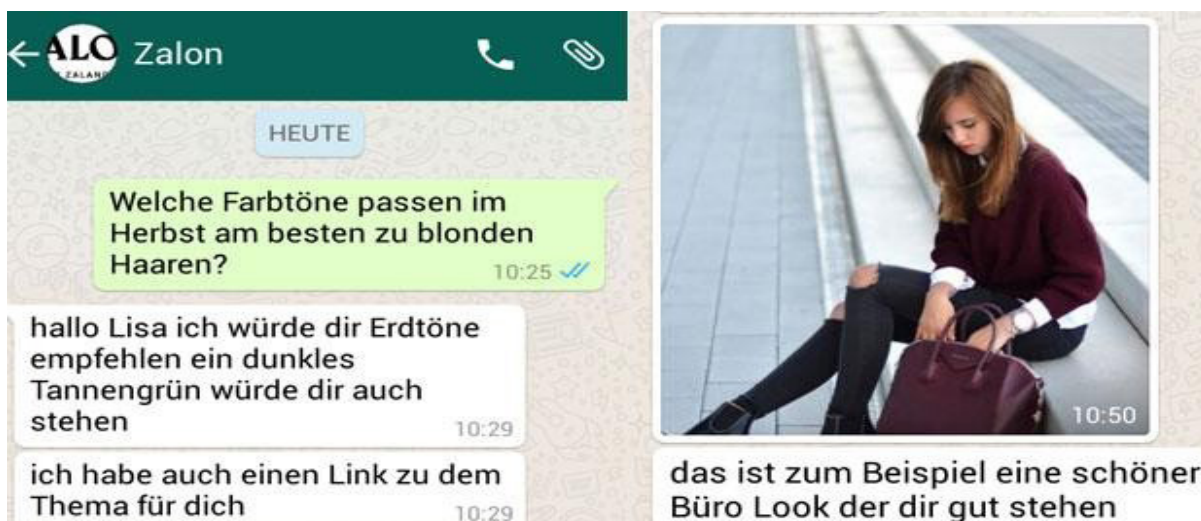 ALO
ZALAND
Zalon
HEUTE
Welche Farbtöne passen im
Herbst am besten zu blonden
Haaren?
10:25
hallo Lisa ich würde dir Erdtöne
empfehlen ein dunkles
Tannengrün würde dir auch
stehen
10:29
ich habe auch einen Link zu dem
Thema für dich
10:29
10:50
das ist zum Beispiel eine schöner
Büro Look der dir gut stehen